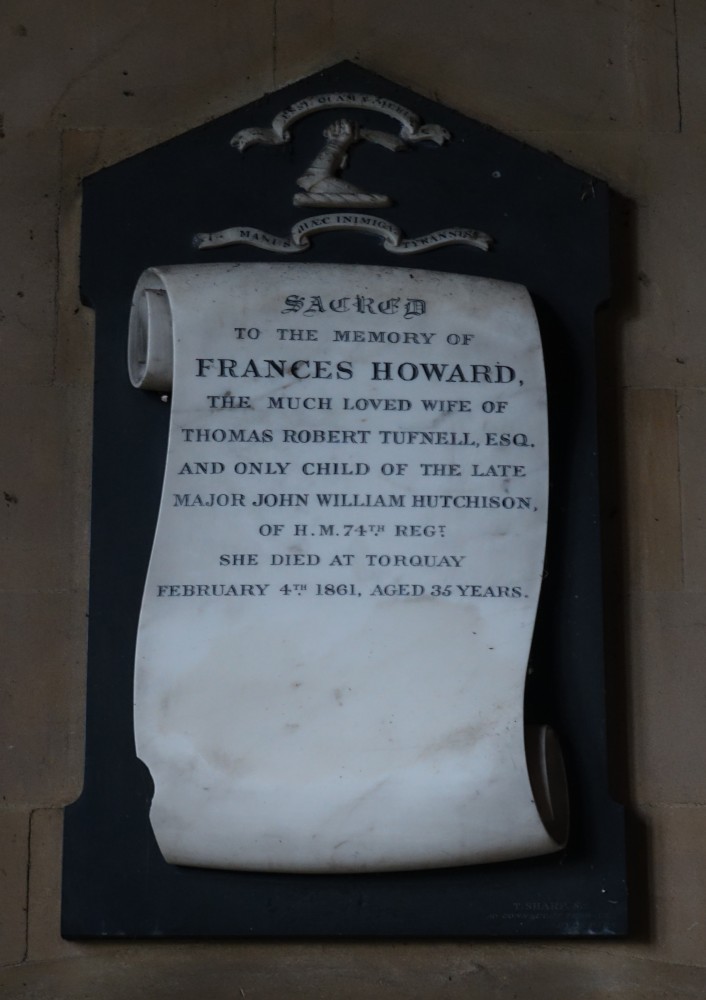 MANUS HÆC INIMICA TYRANNIS
SACRED
TO THE MEMORY OF
FRANCES HOWARD,
THE MUCH LOVED WIFE OF
THOMAS ROBERT TUFNELL, ESQ.
AND ONLY CHILD OF THE LATE
MAJOR JOHN WILLIAM HUTCHISON,
OF H.M. 74TH REGT
SHE DIED AT TORQUAY
FEBRUARY 4TH 1861, AGED 35 YEARS.